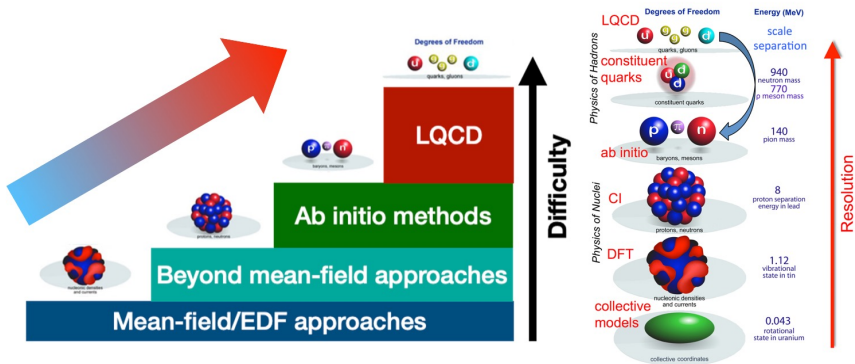 Degrees of Freedom
u g g g d
quarks, gluons
LQCD
p π n
baryons, mesons
Ab initio methods
protons, neutrons
Beyond mean-field approaches
nucleonic densities
and currents
Mean-field/EDF approaches
Difficulty
Degrees of Freedom
Energy (MeV)
LQCD
u g g g d
quarks, gluons
scale
separation
Physics of Hadrons
constituent
quarks
u d d
constituent quarks
940
neutron mass
770
ρ meson mass
p π n
baryons, mesons
ab initio
140
pion mass
Physics of Nuclei
CI
protons, neutrons
8
proton separation
energy in lead
DFT
nucleonic densities
and currents
1.12
vibrational
state in tin
collective
models
collective coordinates
0.043
rotational
state in uranium
Resolution